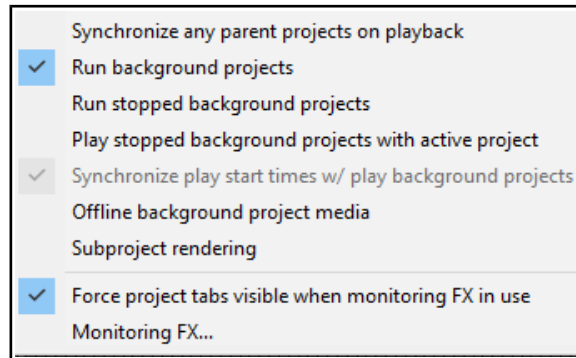 Synchronize any parent projects on playback
Run background projects
Run stopped background projects
Play stopped background projects with active project
Synchronize play start times w/ play background projects
Offline background project media
Subproject rendering
Force project tabs visible when monitoring FX in use
Monitoring FX...